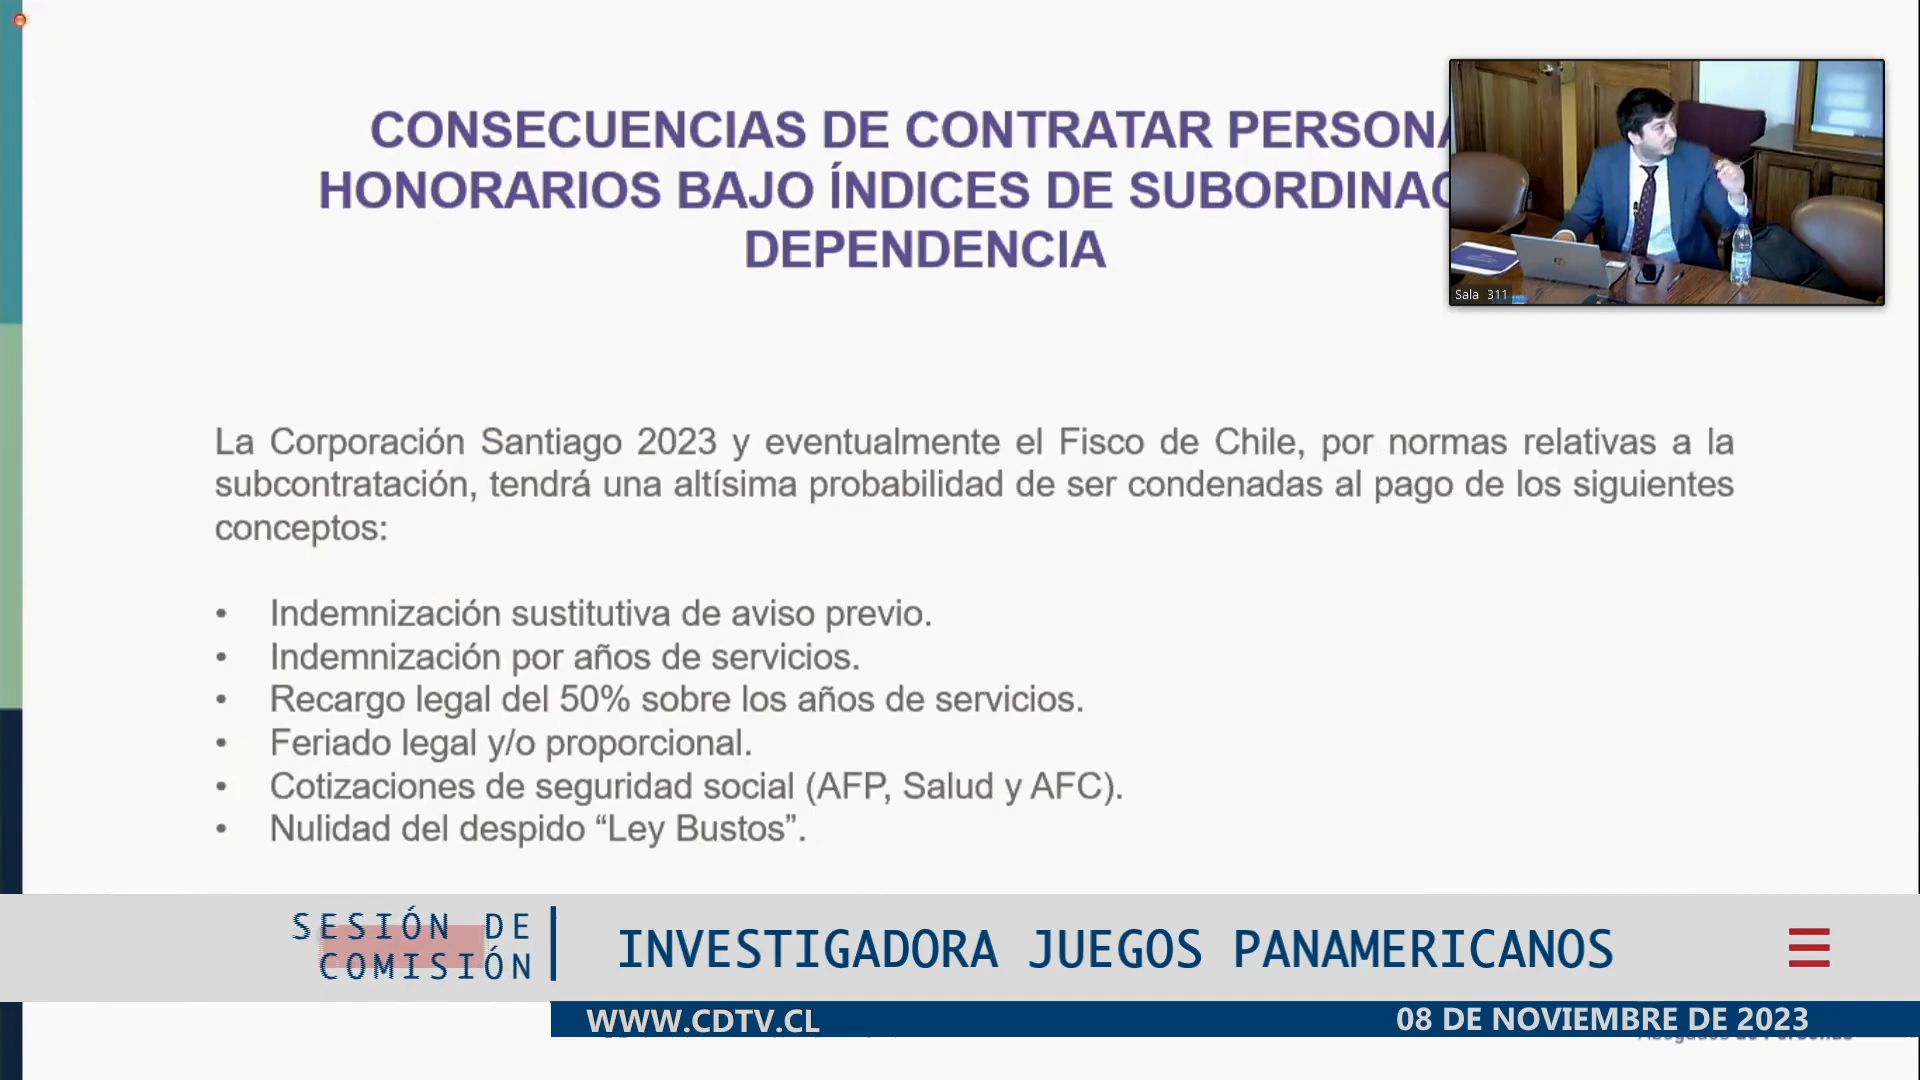 CONSECUENCIAS DE CONTRATAR
HONORARIOS BAJO ÍNDICES DE
DEPENDENCIA
Sala 311
La Corporación Santiago 2023 y eventualmente el Fisco de Chile, por normas relativas a la
subcontratación, tendrá una altísima probabilidad de ser condenadas al pago de los siguientes
conceptos:
• Indemnización sustitutiva de aviso previo.
• Indemnización por años de servicios.
• Recargo legal del 50% sobre los años de servicios.
• Feriado legal y/o proporcional.
• Cotizaciones de seguridad social (AFP, Salud y AFC).
• Nulidad del despido “Ley Bustos”.
SESIÓN DE
COMISIÓN
INVESTIGADORA JUEGOS PANAMERICANOS
WWW.CDTV.CL
08 DE NOVIEMBRE DE 2023